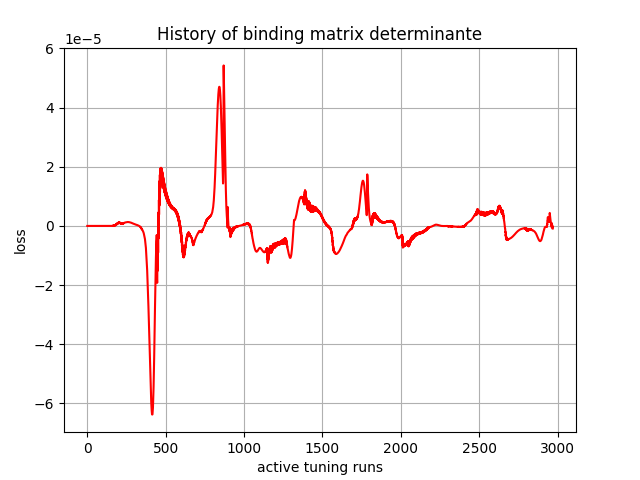 History of binding matrix determinante
1e−5
6
4
2
0
−2
−4
−6
loss
0 500 1000 1500 2000 2500 3000
active tuning runs